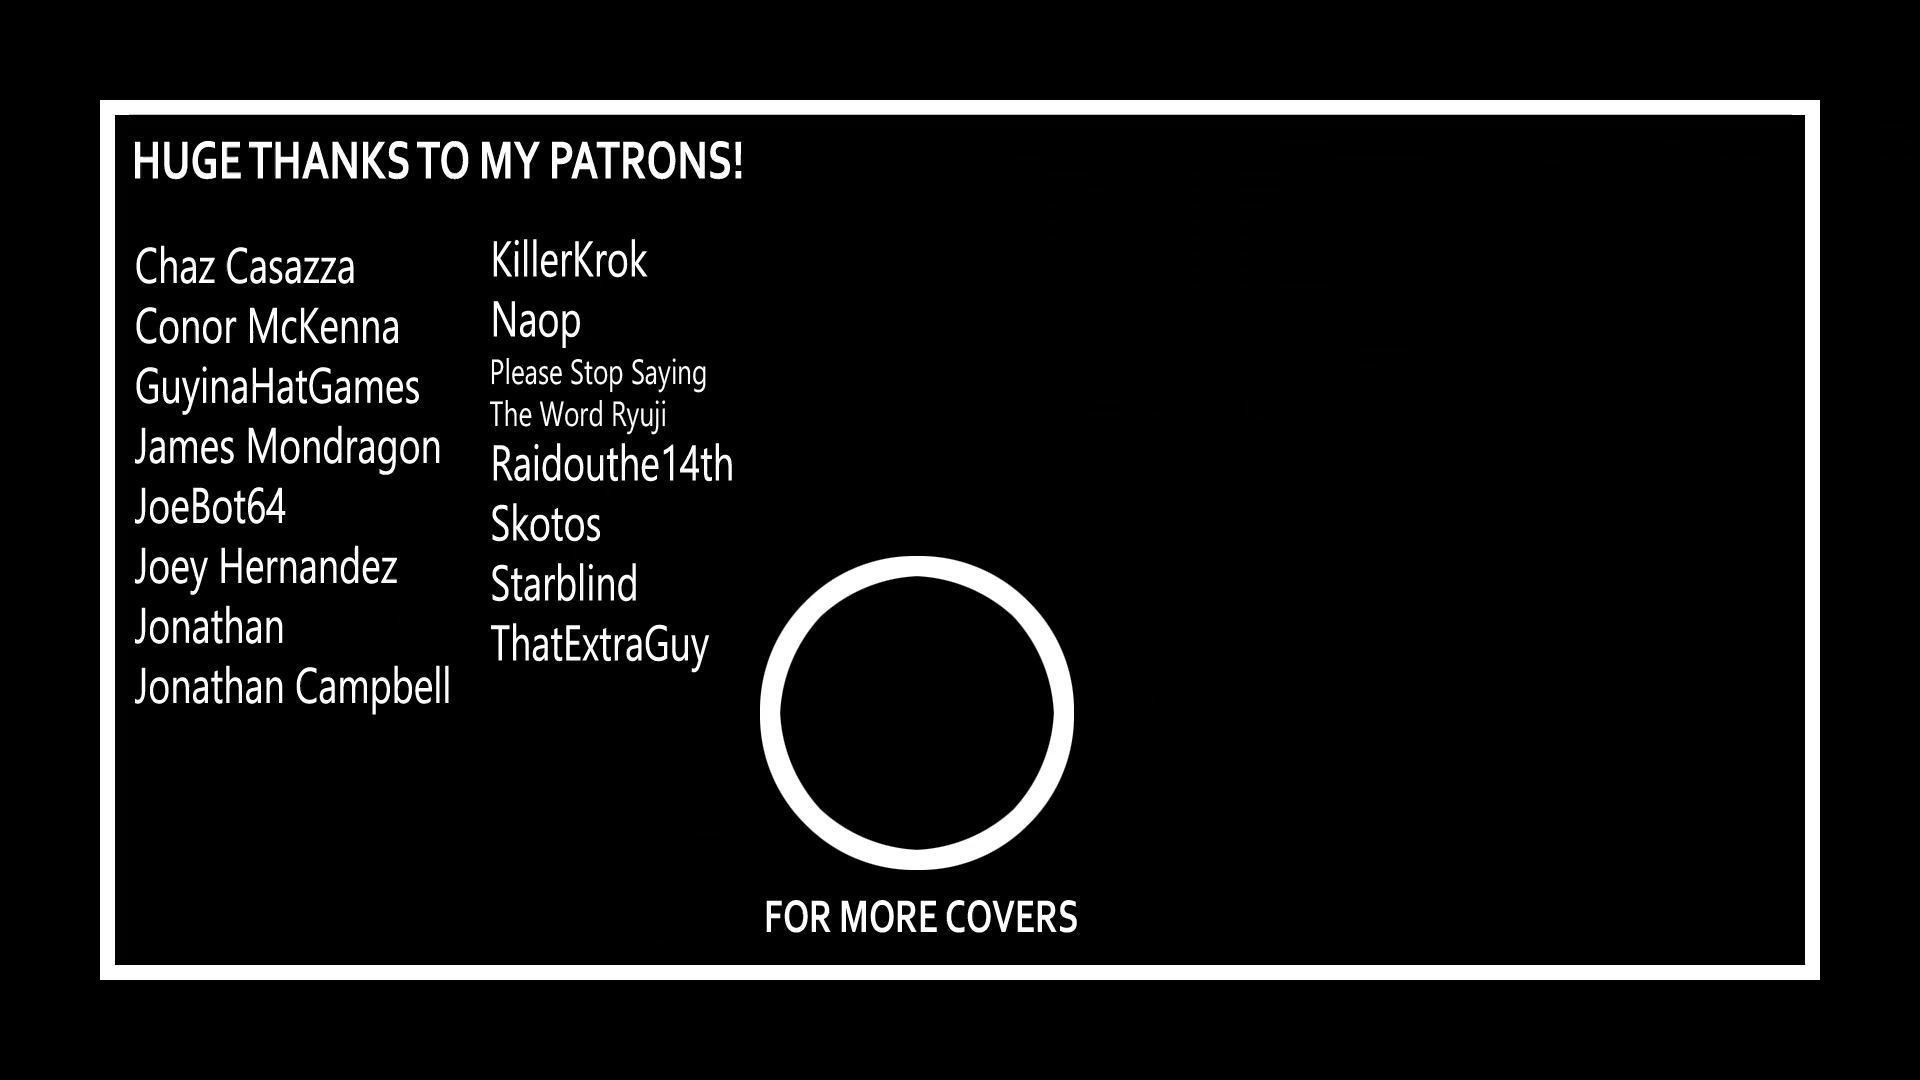 HUGE THANKS TO MY PATRONS!
Chaz Casazza
Conor McKenna
GuyinaHatGames
James Mondragon
JoeBot64
Joey Hernandez
Jonathan
Jonathan Campbell
KillerKrok
Naop
Please Stop Saying
The Word Ryuji
Raidouthe14th
Skotos
Starblind
ThatExtraGuy
FOR MORE COVERS